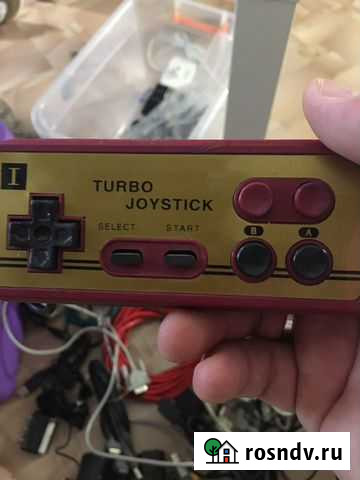 I
TURBO
JOYSTICK
SELECT START
B A
rosndv.ru